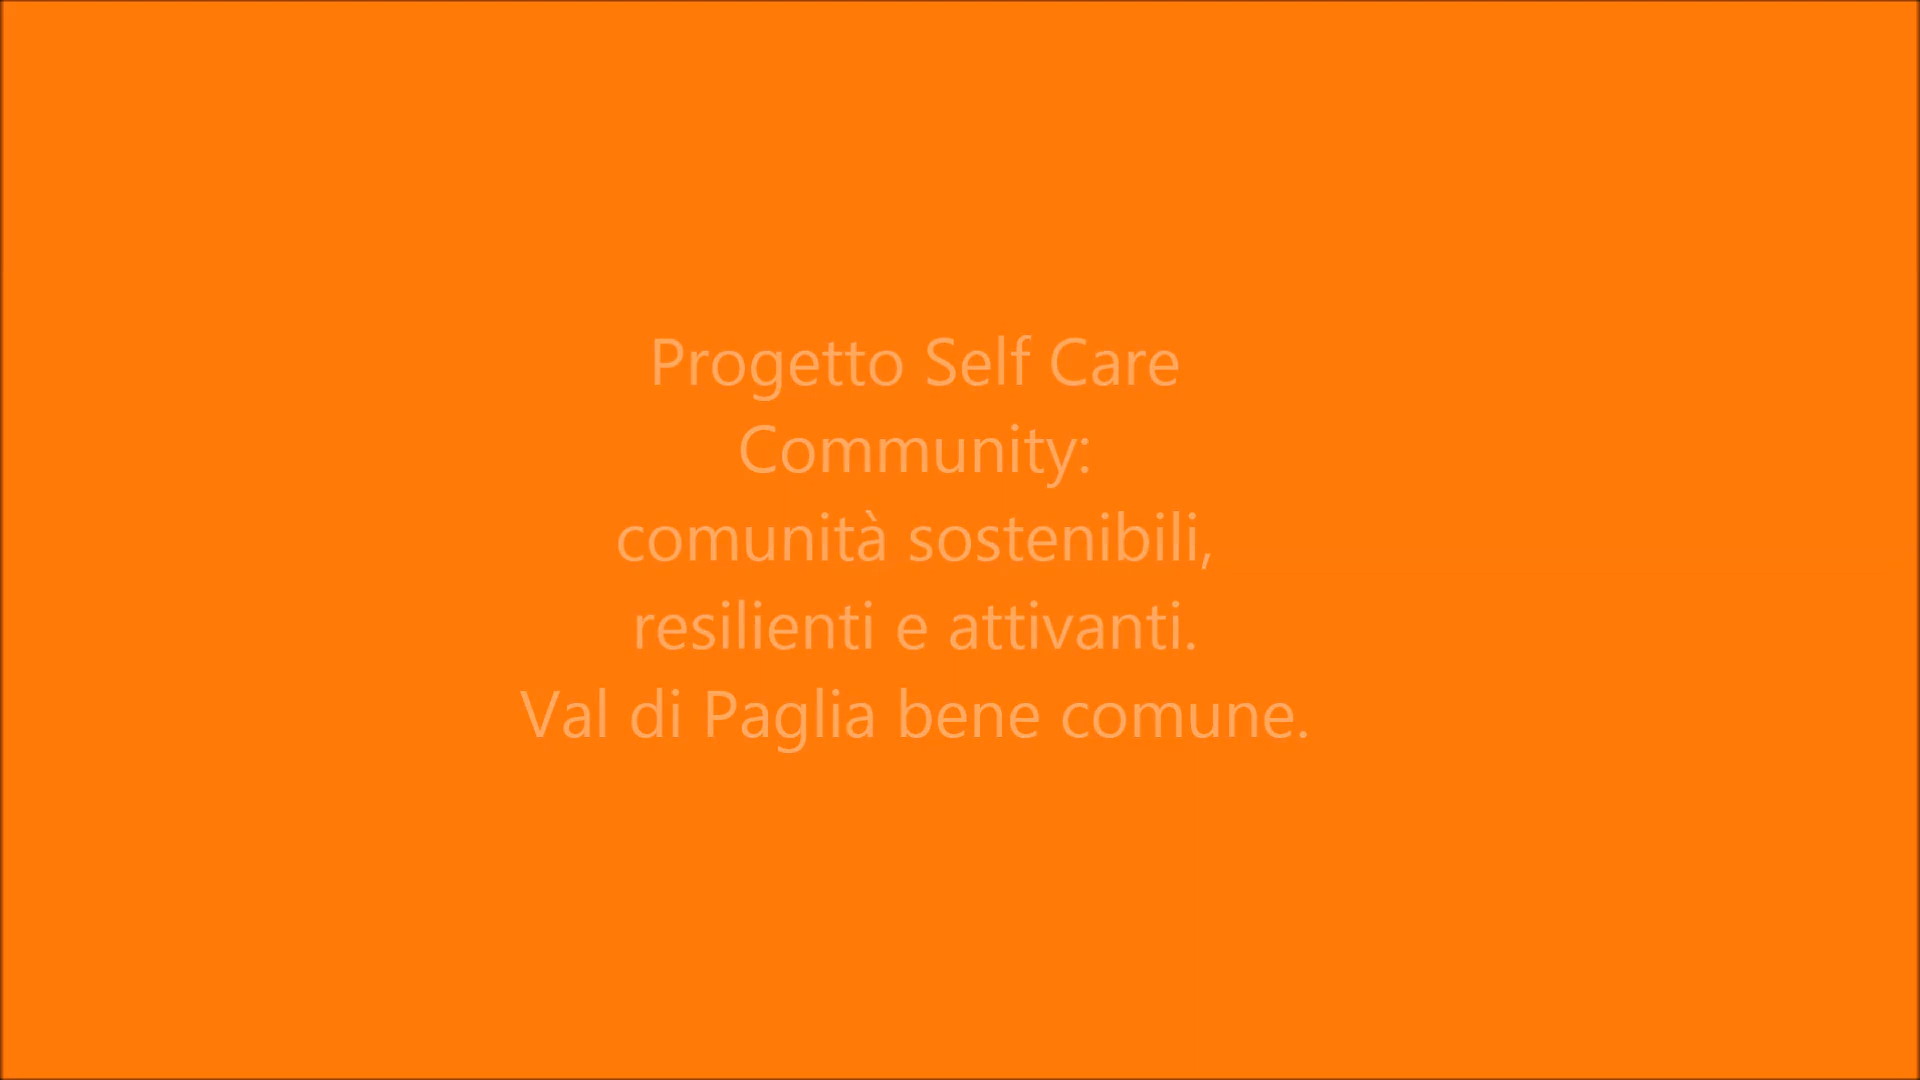 Progetto Self Care
Community:
comunità sostenibili,
resilienti e attivanti.
Val di Paglia bene comune.